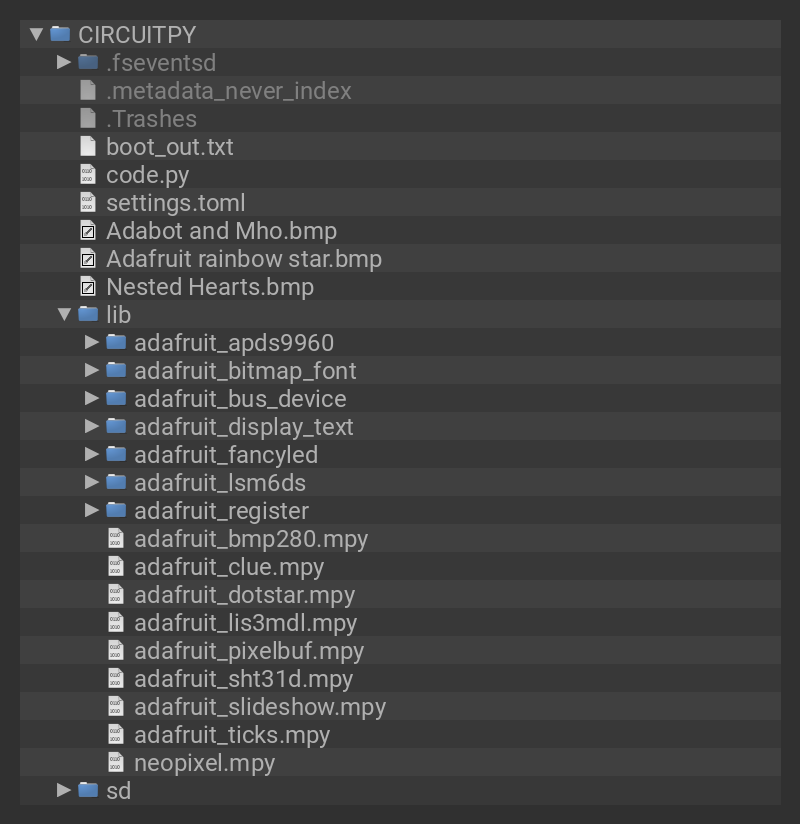 CIRCUITPY
.fseventsd
.metadata_never_index
.Trashes
boot_out.txt
code.py
settings.toml
Adabot and Mho.bmp
Adafruit rainbow star.bmp
Nested Hearts.bmp
lib
adafruit_apds9960
adafruit_bitmap_font
adafruit_bus_device
adafruit_display_text
adafruit_fancyled
adafruit_lsm6ds
adafruit_register
adafruit_bmp280.mpy
adafruit_clue.mpy
adafruit_dotstar.mpy
adafruit_lis3mdl.mpy
adafruit_pixelbuf.mpy
adafruit_sht31d.mpy
adafruit_slideshow.mpy
adafruit_ticks.mpy
neopixel.mpy
sd